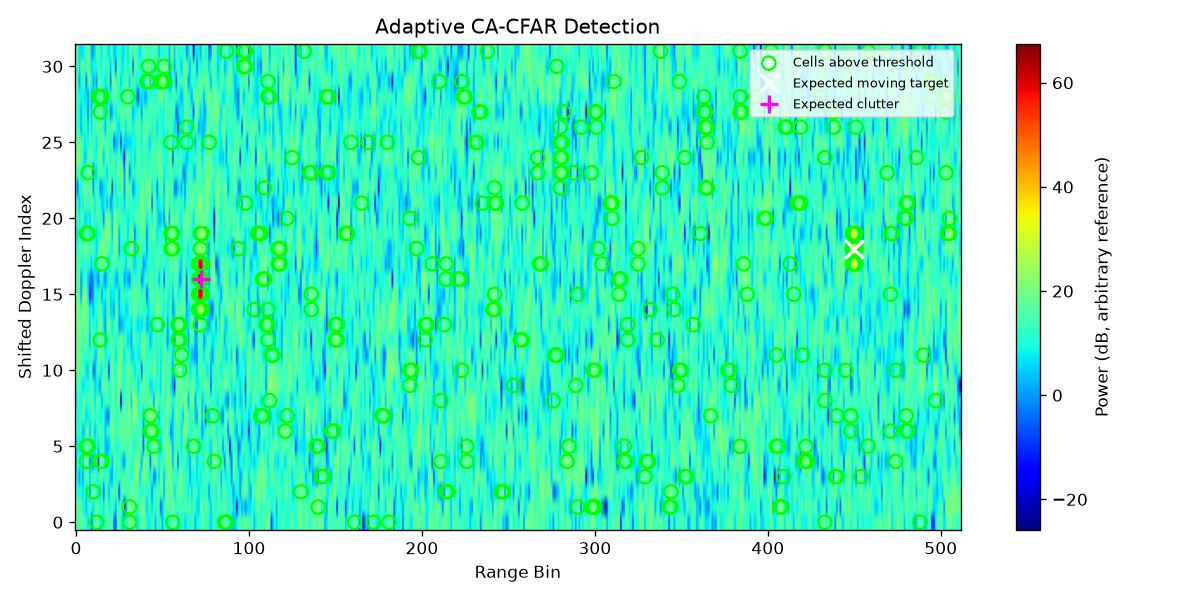 Adaptive CA-CFAR Detection
Cells above threshold
Expected moving target
Expected clutter
Shifted Doppler Index
30
25
20
15
10
5
0
0 100 200 300 400 500
Range Bin
60
40
20
0
−20
Power (dB, arbitrary reference)